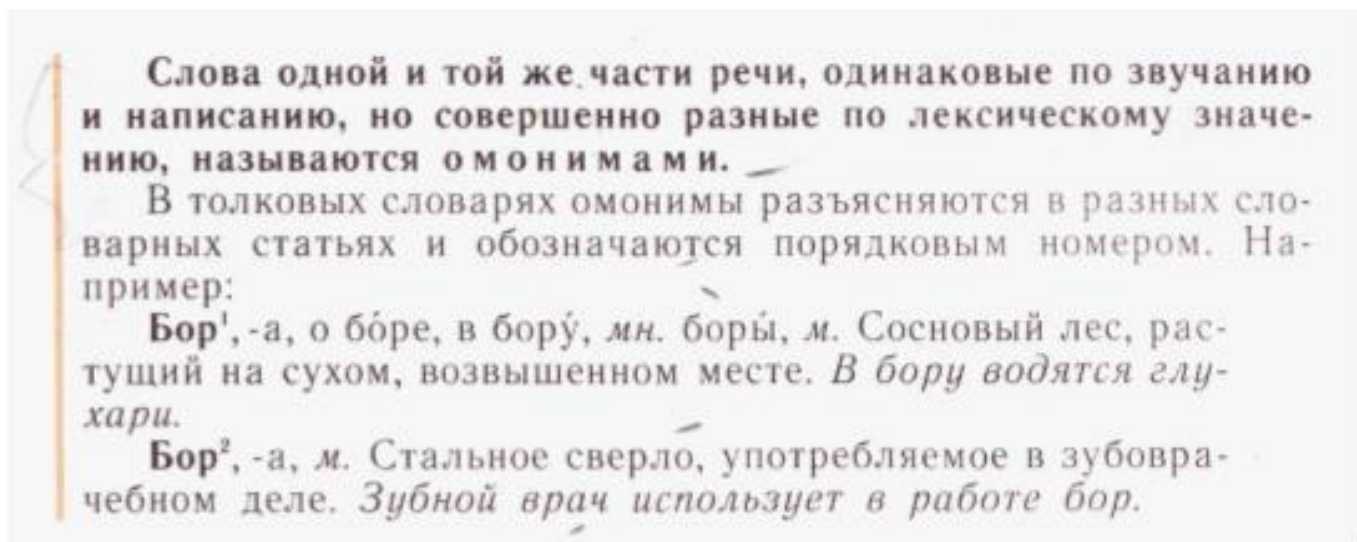 Слова одной и той же части речи, одинаковые по звучанию
и написанию, но совершенно разные по лексическому значе-
нию, называются омонимами.
В толковых словарях омонимы разъясняются в разных сло-
варных статьях и обозначаются порядковым номером. На-
пример:
Бор¹, -а, о бо́ре, в бору́, мн. боры́, м. Сосновый лес, рас-
тущий на сухом, возвышенном месте. В бору водятся глу-
хари.
Бор², -а, м. Стальное сверло, употребляемое в зубовра-
чебном деле. Зубной врач использует в работе бор.